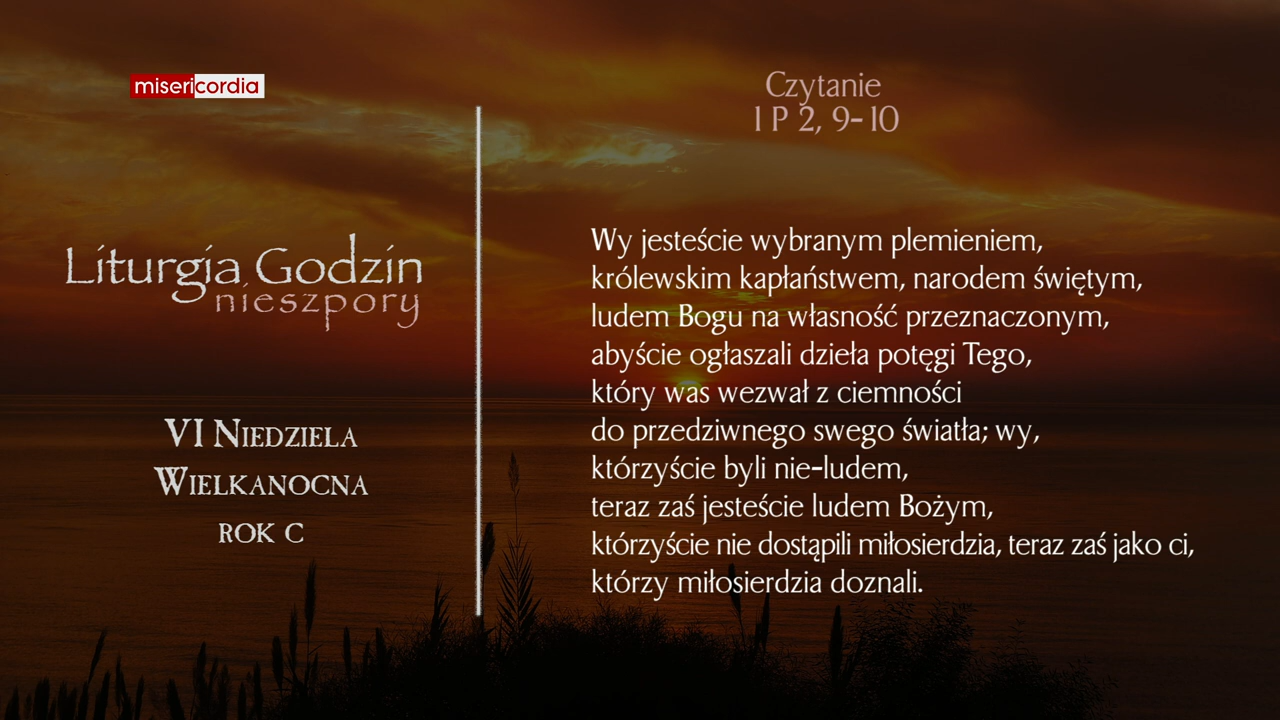 misericordia
Liturgia Godzin
nieszpory
VI Niedziela
Wielkanocna
rok C
Czytanie
1 P 2, 9-10
Wy jesteście wybranym plemieniem,
królewskim kapłaństwem, narodem świętym,
ludem Bogu na własność przeznaczonym,
abyście ogłaszali dzieła potęgi Tego,
który was wezwał z ciemności
do przedziwnego swego światła; wy,
którzyście byli nie-ludem,
teraz zaś jesteście ludem Bożym,
którzyście nie dostąpili miłosierdzia, teraz zaś jako ci,
którzy miłosierdzia doznali.